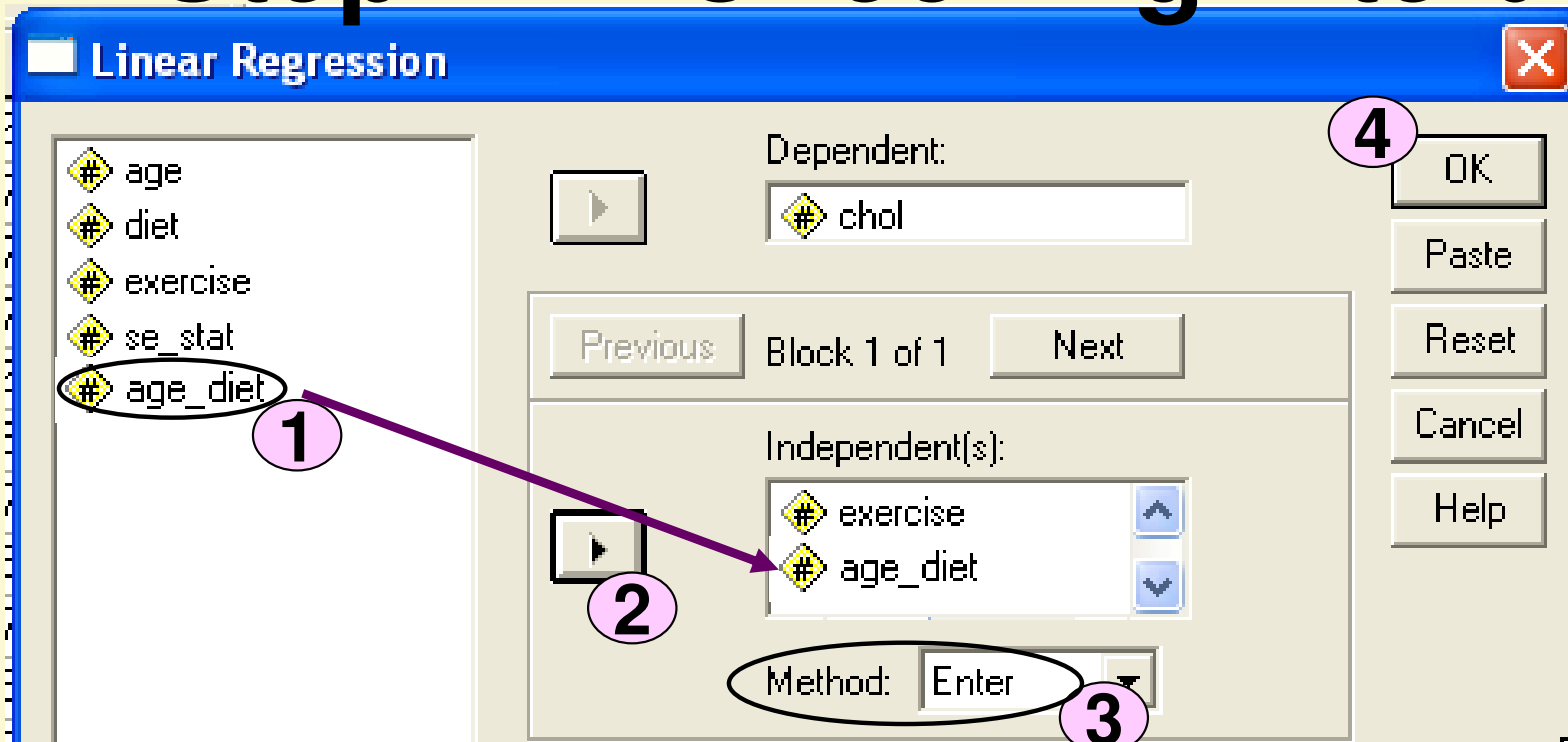 Linear Regression
age
diet
exercise
se_stat
age_diet
1
Dependent:
chol
Previous
Block 1 of 1
Next
Independent(s):
exercise
age_diet
2
Method:
Enter
3
4
OK
Paste
Reset
Cancel
Help